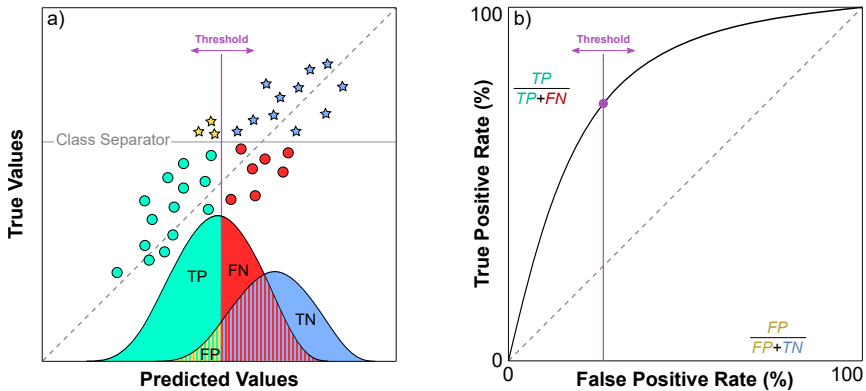 a)
Threshold
Class Separator
True Values
TP
FN
TN
FP
Predicted Values
b)
100
Threshold
TP
TP+FN
True Positive Rate (%)
FP
FP+TN
0
0
False Positive Rate (%)
100